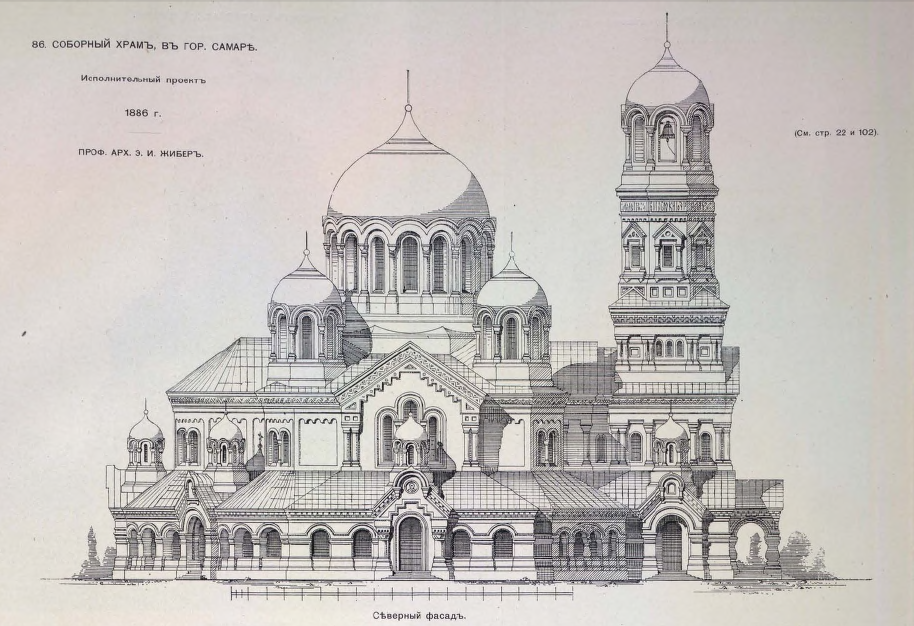 86. СОБОРНЫЙ ХРАМЪ, ВЪ ГОР. САМАРѢ.
Исполнительный проектъ
1886 г.
ПРОФ. АРХ. Э. И. ЖИБЕРЪ.
(См. стр. 22 и 102).
Сѣверный фасадъ.